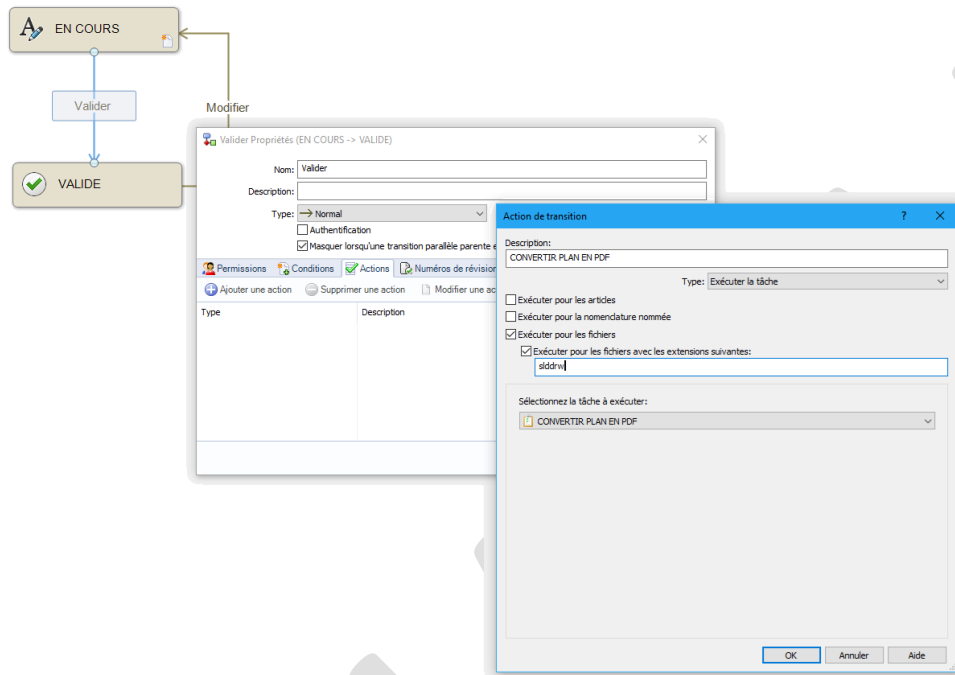 EN COURS
Valider
Modifier
VALIDE
Valider Propriétés (EN COURS -> VALIDE)
Nom: Valider
Description:
Type: Normal
Authentification
Masquer lorsqu'une transition parallèle parente
Permissions Conditions Actions Numéros de révision
Ajouter une action Supprimer une action Modifier une
Type Description
Action de transition ?
Description:
CONVERTIR PLAN EN PDF
Type: Exécuter la tâche
Exécuter pour les articles
Exécuter pour la nomenclature nommée
Exécuter pour les fichiers
Exécuter pour les fichiers avec les extensions suivantes:
slddrw
Sélectionnez la tâche à exécuter:
CONVERTIR PLAN EN PDF
OK Annuler Aide